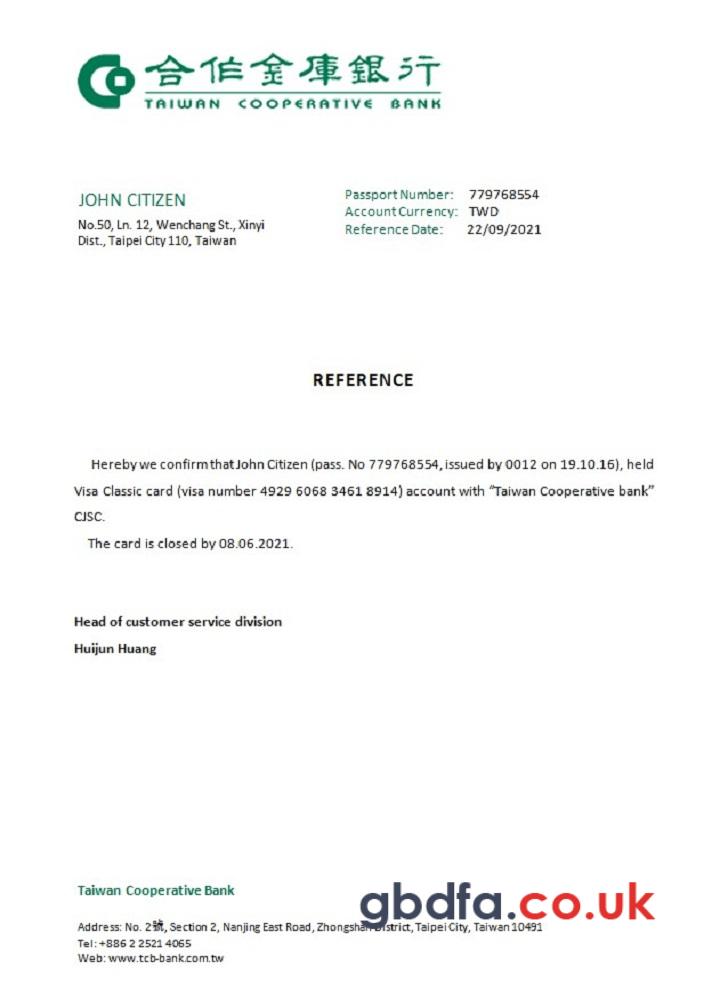 合作金庫銀行
TAIWAN COOPERATIVE BANK
JOHN CITIZEN
No.50, Ln. 12, Wenchang St., Xinyi
Dist., Taipei City 110, Taiwan
Passport Number: 779768554
Account Currency: TWD
Reference Date: 22/09/2021
REFERENCE
Hereby we confirm that John Citizen (pass. No 779768554, issued by 0012 on 19.10.16), held
Visa Classic card (visa number 4929 6068 3461 8914) account with “Taiwan Cooperative bank”
CJSC.
The card is closed by 08.06.2021.
Head of customer service division
Huijun Huang
Taiwan Cooperative Bank
gbdfa.co.uk
Address: No. 2號, Section 2, Nanjing East Road, Zhongshan District, Taipei City, Taiwan 10491
Tel: +886 2 2521 4065
Web: www.tcb-bank.com.tw